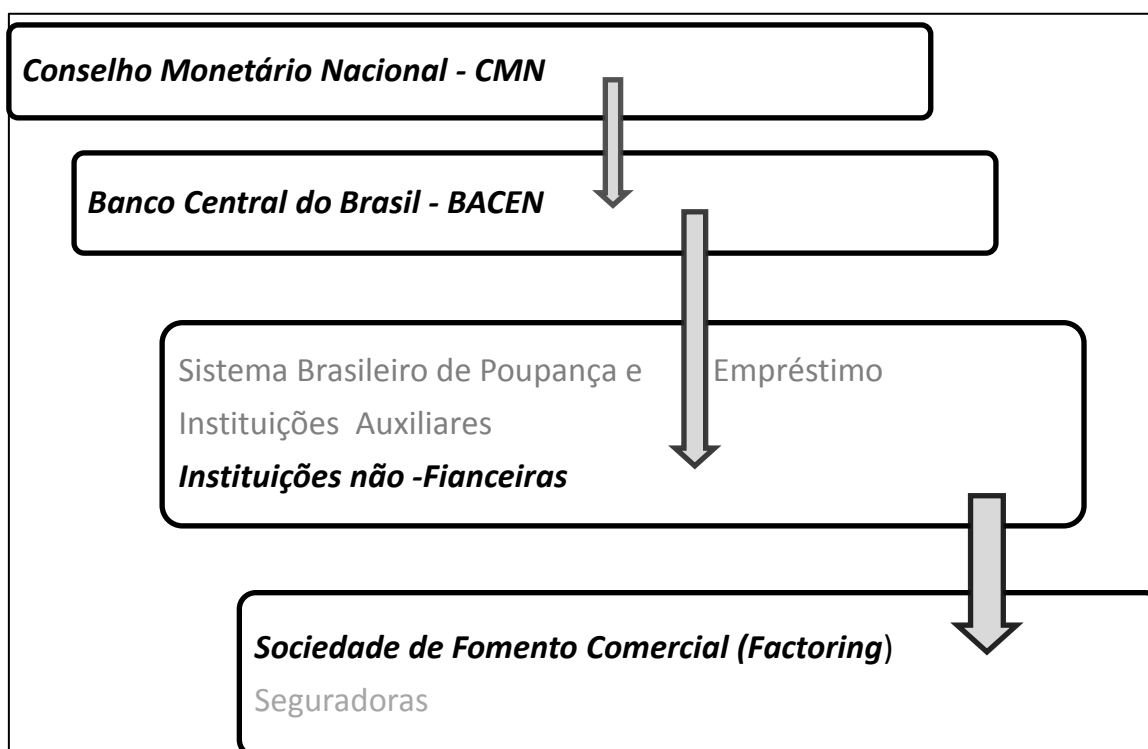 Conselho Monetário Nacional - CMN
Banco Central do Brasil - BACEN
Sistema Brasileiro de Poupança e Empréstimo
Instituições Auxiliares
Instituições não -Fianceiras
Sociedade de Fomento Comercial (Factoring)
Seguradoras